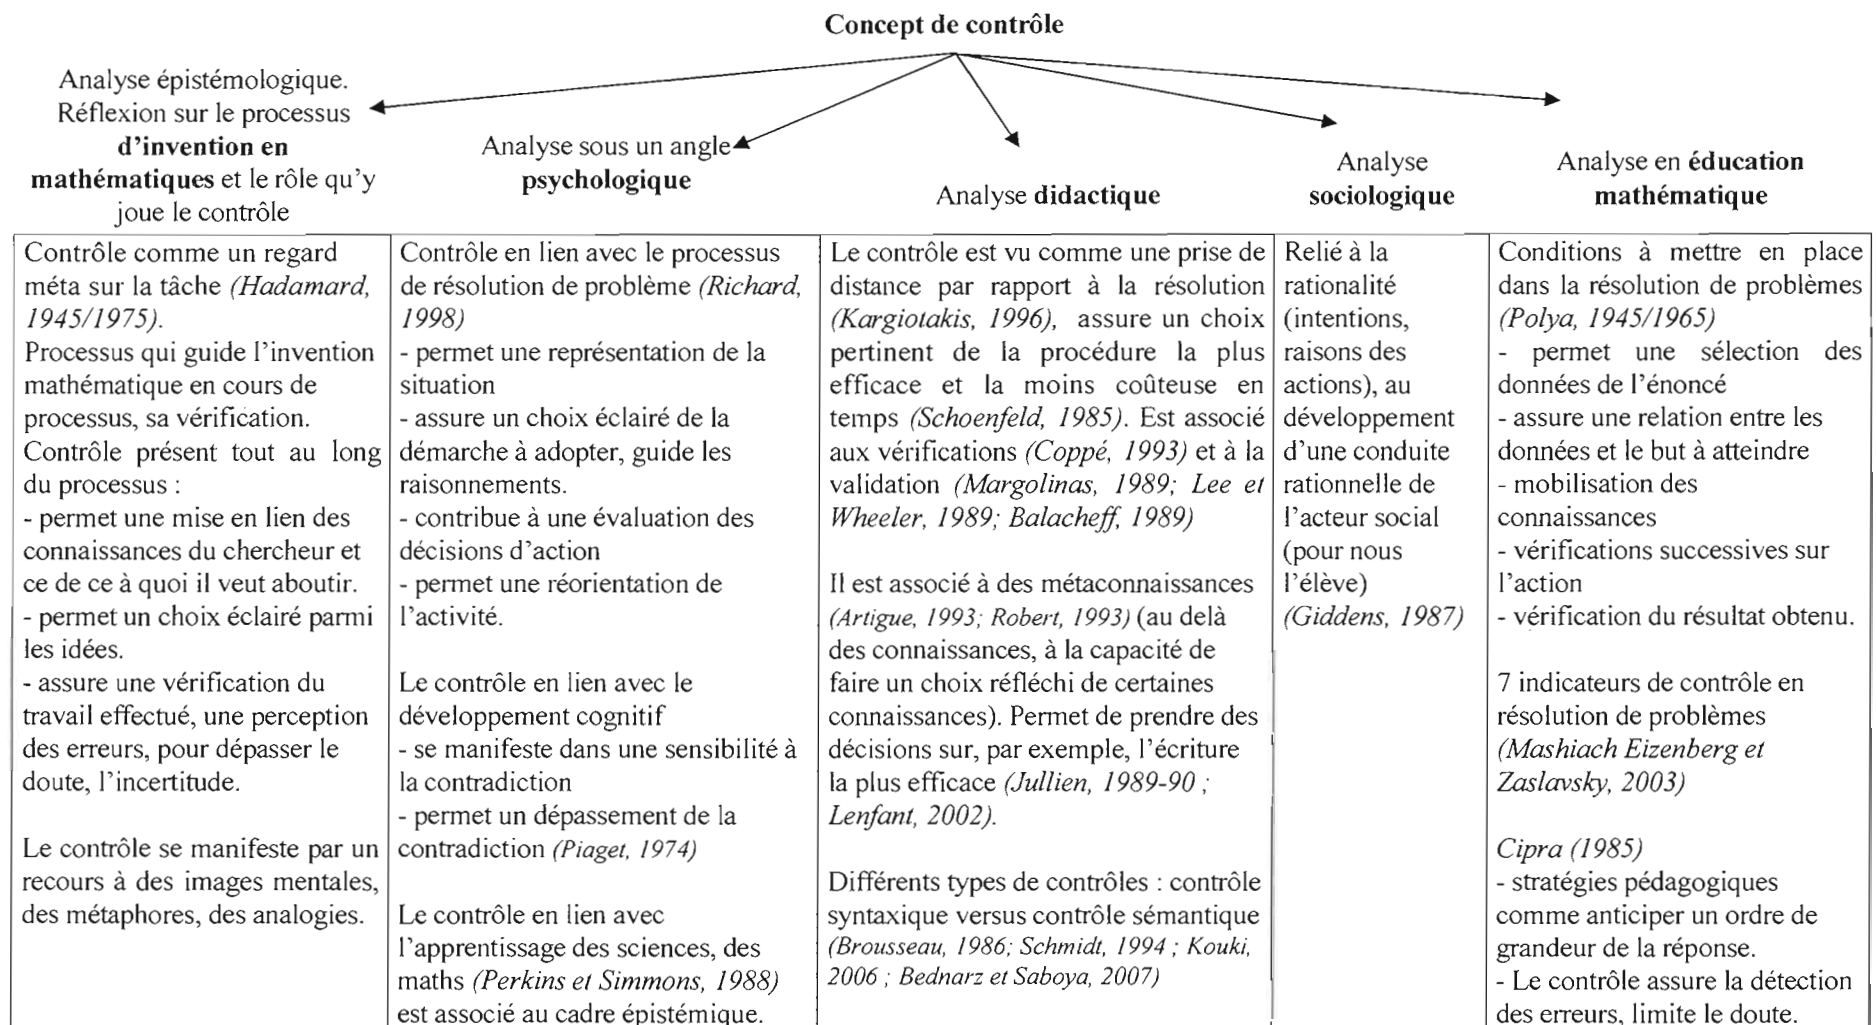 Concept de contrôle
Analyse épistémologique.
Réflexion sur le processus
d'invention en
mathématiques et le rôle qu'y
joue le contrôle
Analyse sous un angle
psychologique
Analyse didactique
Analyse
sociologique
Analyse en éducation
mathématique
Contrôle comme un regard
méta sur la tâche (Hadamard,
1945/1975).
Processus qui guide l'invention
mathématique en cours de
processus, sa vérification.
Contrôle présent tout au long
du processus :
- permet une mise en lien des
connaissances du chercheur et
ce de ce à quoi il veut aboutir.
- permet un choix éclairé parmi
les idées.
- assure une vérification du
travail effectué, une perception
des erreurs, pour dépasser le
doute, l'incertitude.
Le contrôle se manifeste par un
recours à des images mentales,
des métaphores, des analogies.
Contrôle en lien avec le processus
de résolution de problème (Richard,
1998)
- permet une représentation de la
situation
- assure un choix éclairé de la
démarche à adopter, guide les
raisonnements.
- contribue à une évaluation des
décisions d'action
- permet une réorientation de
l'activité.
Le contrôle en lien avec le
développement cognitif
- se manifeste dans une sensibilité à
la contradiction
- permet un dépassement de la
contradiction (Piaget, 1974)
Le contrôle en lien avec
l'apprentissage des sciences, des
maths (Perkins et Simmons, 1988)
est associé au cadre épistémique.
Le contrôle est vu comme une prise de
distance par rapport à la résolution
(Kargiotakis, 1996), assure un choix
pertinent de la procédure la plus
efficace et la moins coûteuse en
temps (Schoenfeld, 1985). Est associé
aux vérifications (Coppé, 1993) et à la
validation (Margolinas, 1989; Lee et
Wheeler, 1989; Balacheff, 1989)
Il est associé à des métaconnaissances
(Artigue, 1993; Robert, 1993) (au delà
des connaissances, à la capacité de
faire un choix réfléchi de certaines
connaissances). Permet de prendre des
décisions sur, par exemple, l'écriture
la plus efficace (Jullien, 1989-90 ;
Lenfant, 2002).
Différents types de contrôles : contrôle
syntaxique versus contrôle sémantique
(Brousseau, 1986; Schmidt, 1994 ; Kouki,
2006 ; Bednarz et Saboya, 2007)
Relié à la
rationalité
(intentions,
raisons des
actions), au
développement
d'une conduite
rationnelle de
l'acteur social
(pour nous
l'élève)
(Giddens, 1987)
Conditions à mettre en place
dans la résolution de problèmes
(Polya, 1945/1965)
- permet une sélection des
données de l'énoncé
- assure une relation entre les
données et le but à atteindre
- mobilisation des
connaissances
- vérifications successives sur
l'action
- vérification du résultat obtenu.
7 indicateurs de contrôle en
résolution de problèmes
(Mashiach Eizenberg et
Zaslavsky, 2003)
Cipra (1985)
- stratégies pédagogiques
comme anticiper un ordre de
grandeur de la réponse.
- Le contrôle assure la détection
des erreurs, limite le doute.